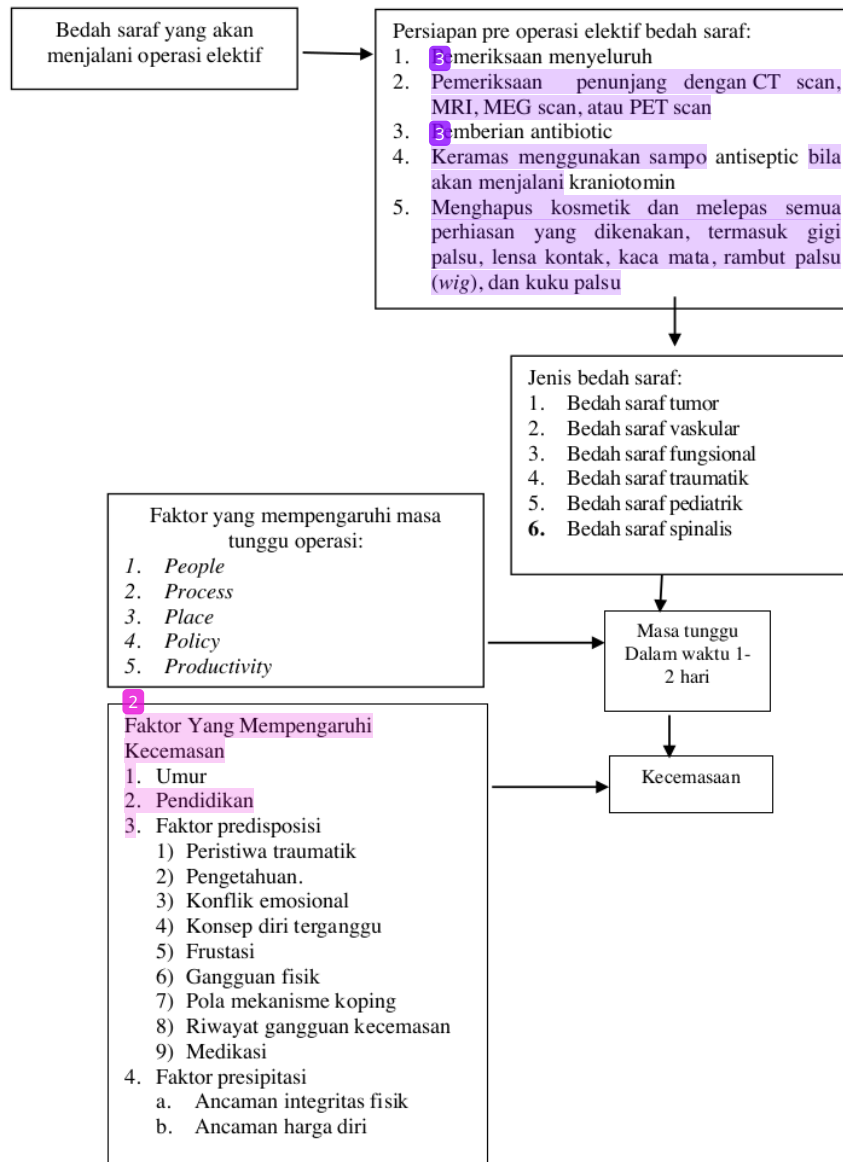 Bedah saraf yang akan
menjalani operasi elektif
Persiapan pre operasi elektif bedah saraf:
1. 3emeriksaan menyeluruh
2. Pemeriksaan penunjang dengan CT scan,
MRI, MEG scan, atau PET scan
3. 3emberian antibiotic
4. Keramas menggunakan sampo antiseptic bila
akan menjalani kraniotomin
5. Menghapus kosmetik dan melepas semua
perhiasan yang dikenakan, termasuk gigi
palsu, lensa kontak, kaca mata, rambut palsu
(wig), dan kuku palsu
Jenis bedah saraf:
1. Bedah saraf tumor
2. Bedah saraf vaskular
3. Bedah saraf fungsional
4. Bedah saraf traumatik
5. Bedah saraf pediatrik
6. Bedah saraf spinalis
Faktor yang mempengaruhi masa
tunggu operasi:
1. People
2. Process
3. Place
4. Policy
5. Productivity
Masa tunggu
Dalam waktu 1-
2 hari
2
Faktor Yang Mempengaruhi
Kecemasan
1. Umur
2. Pendidikan
3. Faktor predisposisi
1) Peristiwa traumatik
2) Pengetahuan.
3) Konflik emosional
4) Konsep diri terganggu
5) Frustasi
6) Gangguan fisik
7) Pola mekanisme koping
8) Riwayat gangguan kecemasan
9) Medikasi
4. Faktor presipitasi
a. Ancaman integritas fisik
b. Ancaman harga diri
Kecemasaan